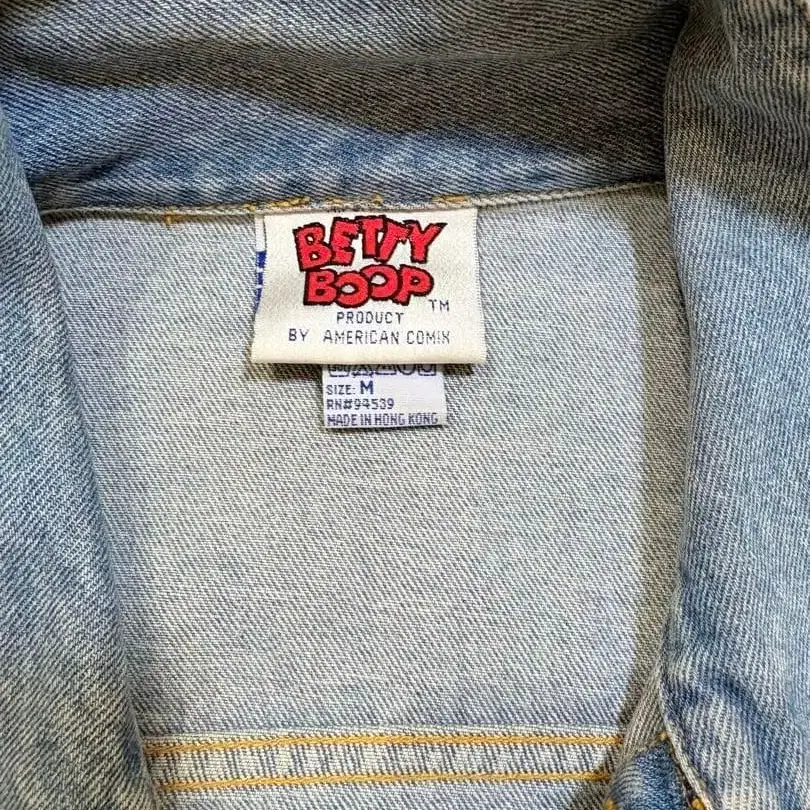 BETTY
BOOP TM
PRODUCT
BY AMERICAN COMIX
SIZE: M
RN#94539
MADE IN HONG KONG